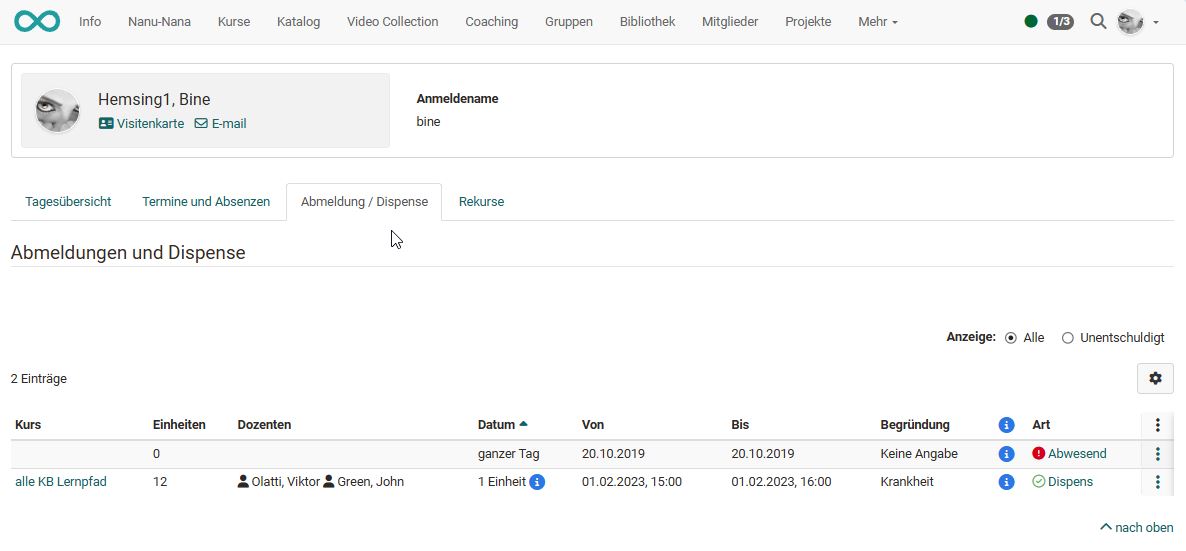 Info Nanu-Nana Kurse Katalog Video Collection Coaching Gruppen Bibliothek Mitglieder Projekte Mehr 1/3
Hemsing1, Bine
Visitenkarte E-mail
Anmeldename
bine
Tagesübersicht Termine und Absenzen Abmeldung / Dispense Rekurse
Abmeldungen und Dispense
Anzeige: Alle Unentschuldigt
2 Einträge
Kurs Einheiten Dozenten Datum Von Bis Begründung Art
0 ganzer Tag 20.10.2019 20.10.2019 Keine Angabe Abwesend
alle KB Lernpfad 12 Olatti, Viktor Green, John 1 Einheit 01.02.2023, 15:00 01.02.2023, 16:00 Krankheit Dispens
nach oben